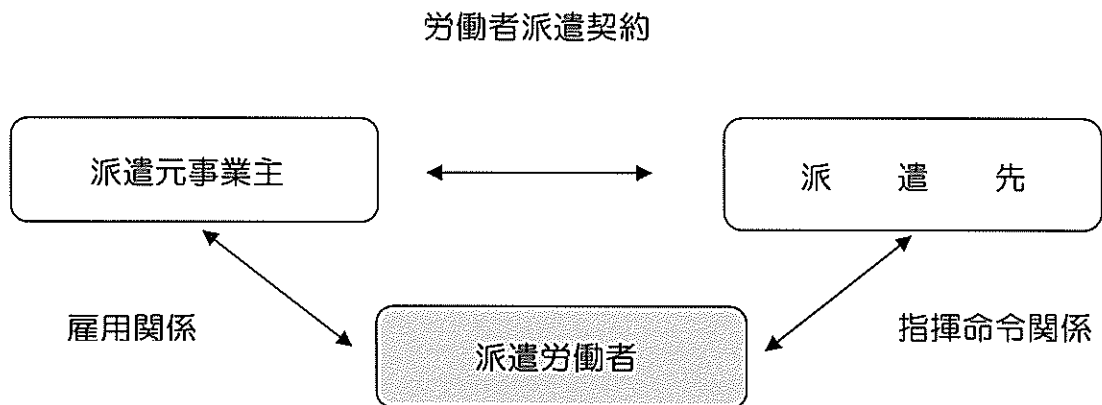 労働者派遣契約
派遣元事業主
派遣先
雇用関係
指揮命令関係
派遣労働者